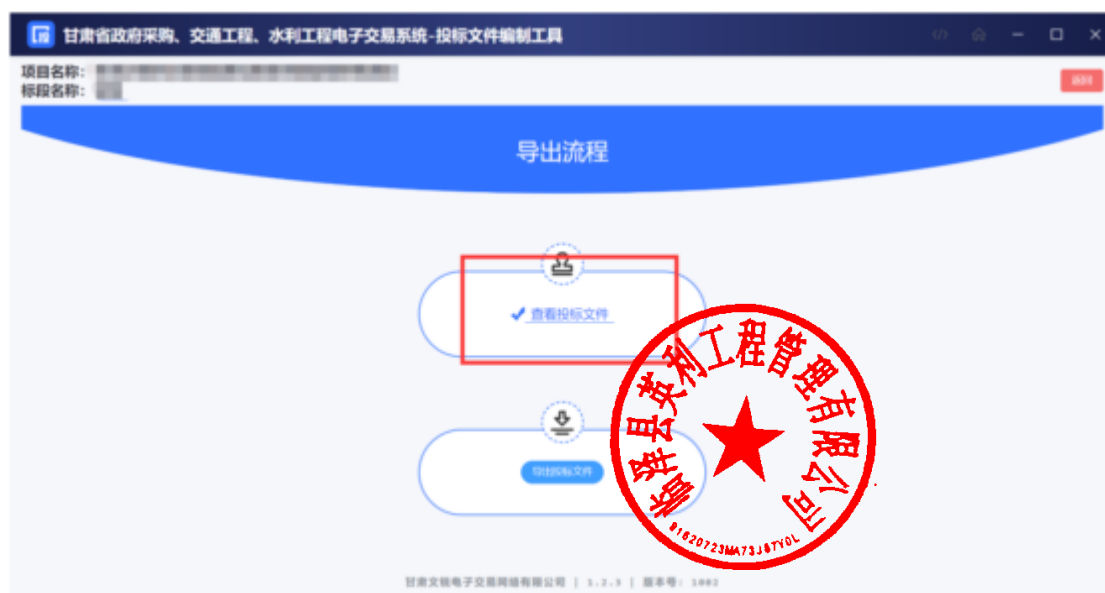 甘肃省政府采购、交通工程、水利工程电子交易系统-投标文件编制工具
项目名称:
标段名称:
返回
导出流程
查看投标文件
导出投标文件
临泽县英利工程管理有限公司
91620723MA73J87Y0L
甘肃文锐电子交易网络有限公司 | 1.2.3 | 版本号: 1002